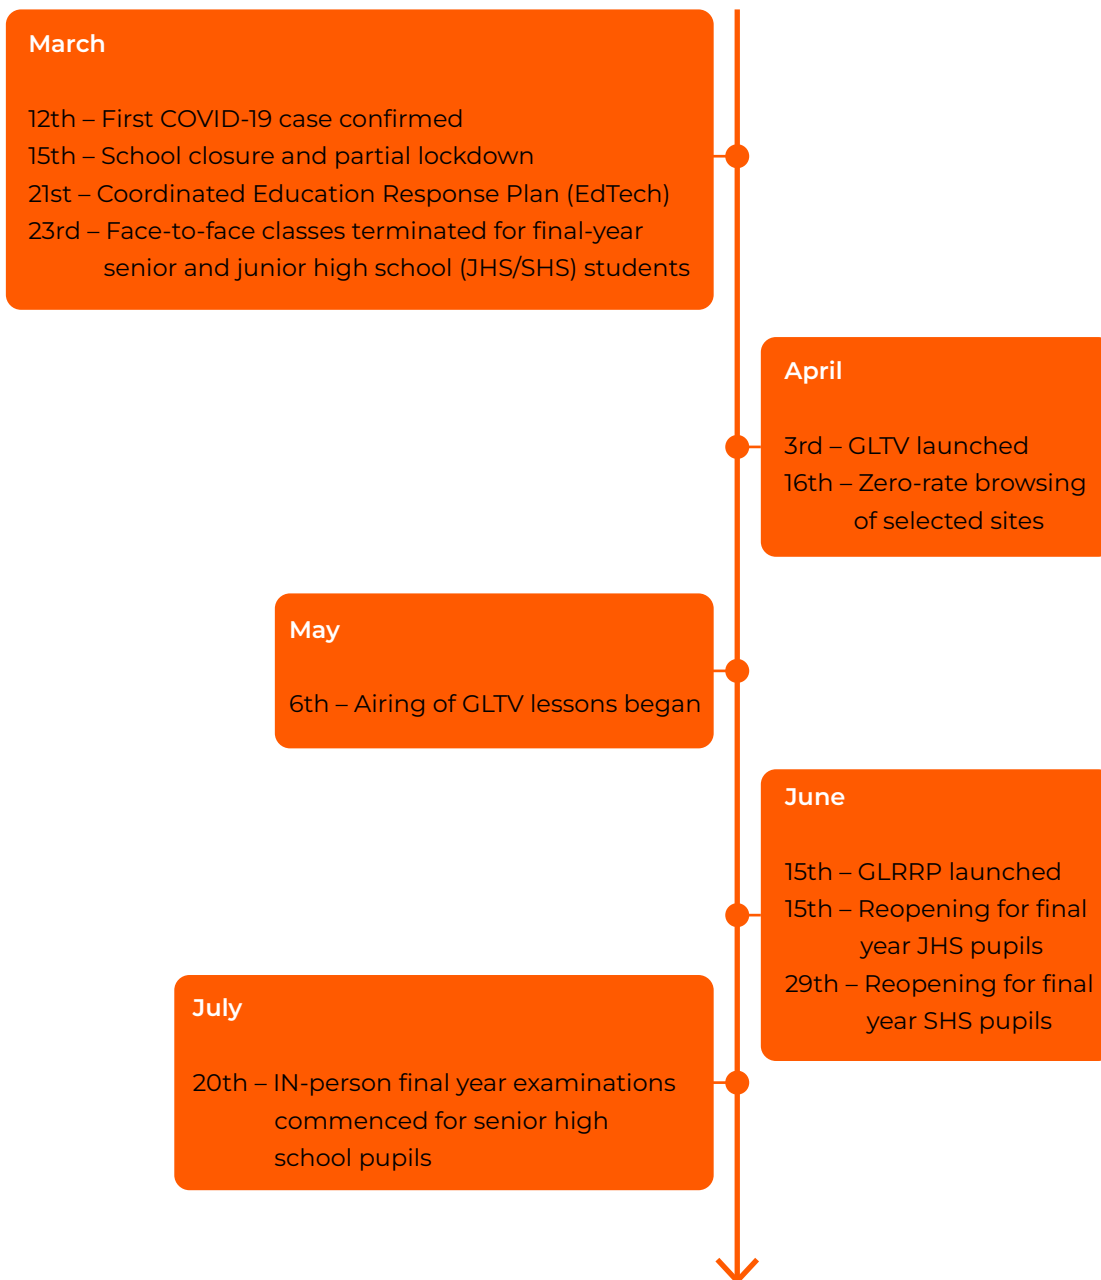 March
12th – First COVID-19 case confirmed
15th – School closure and partial lockdown
21st – Coordinated Education Response Plan (EdTech)
23rd – Face-to-face classes terminated for final-year
senior and junior high school (JHS/SHS) students
April
3rd – GLTV launched
16th – Zero-rate browsing
of selected sites
May
6th – Airing of GLTV lessons began
June
15th – GLRRP launched
15th – Reopening for final
year JHS pupils
29th – Reopening for final
year SHS pupils
July
20th – IN-person final year examinations
commenced for senior high
school pupils